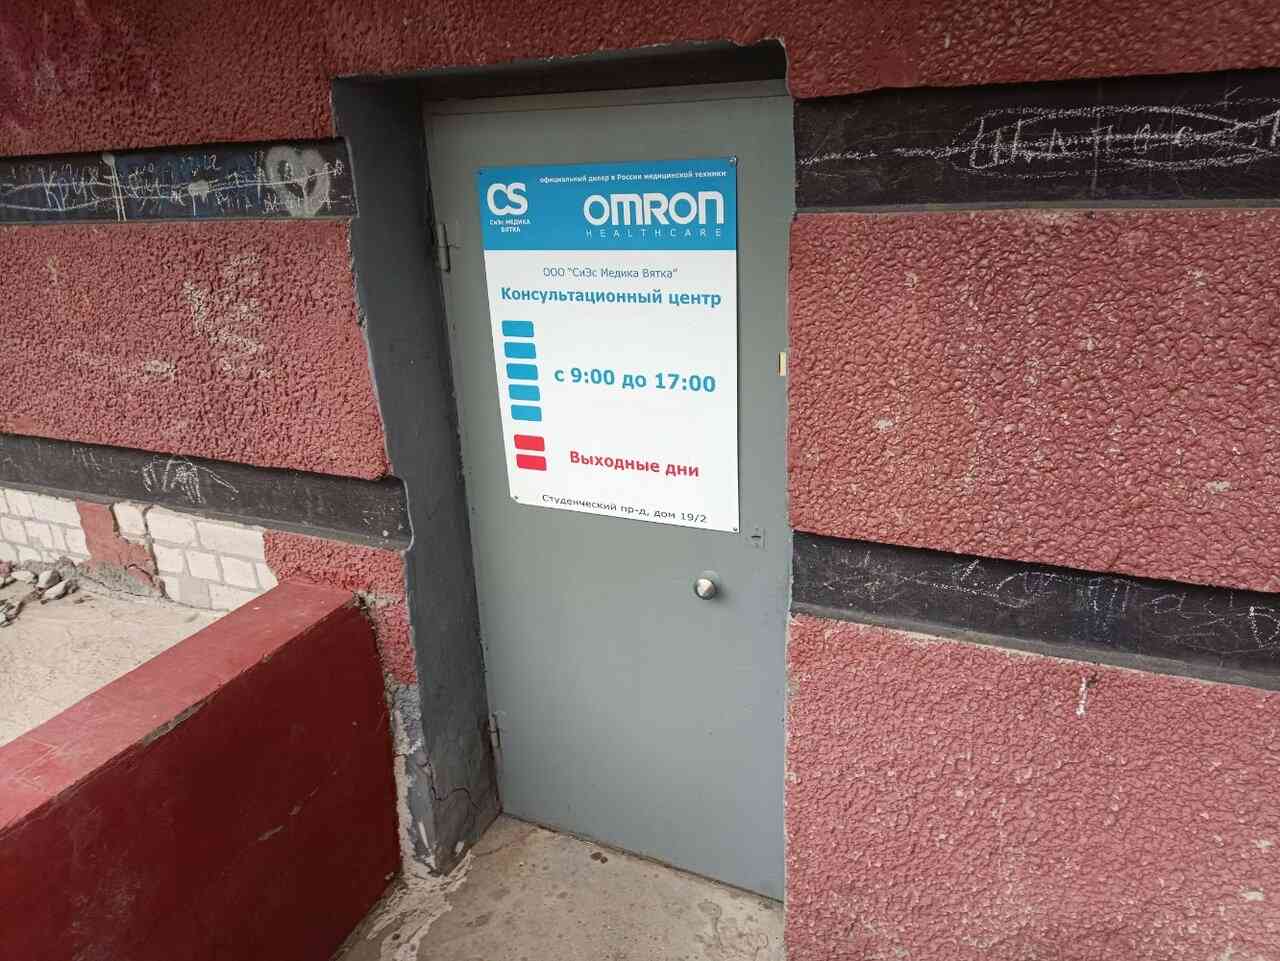 официальный дилер в России медицинской техники
CS
СиЭс МЕДИКА
ВЯТКА
OMRON
HEALTHCARE
ООО "СиЭс Медика Вятка"
Консультационный центр
с 9:00 до 17:00
Выходные дни
Студенческий пр-д, дом 19/2